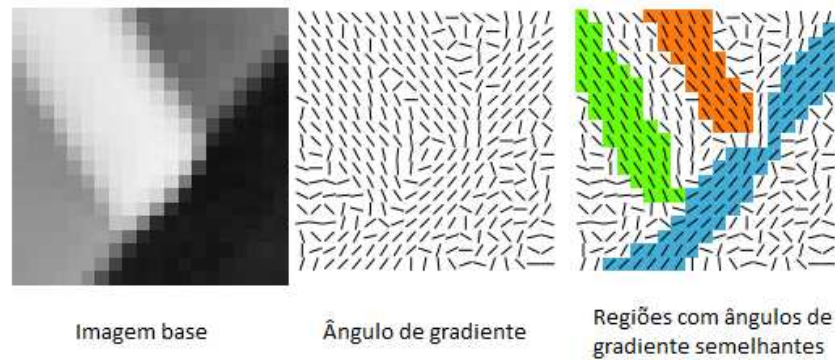 Imagem base
Ângulo de gradiente
Regiões com ângulos de
gradiente semelhantes